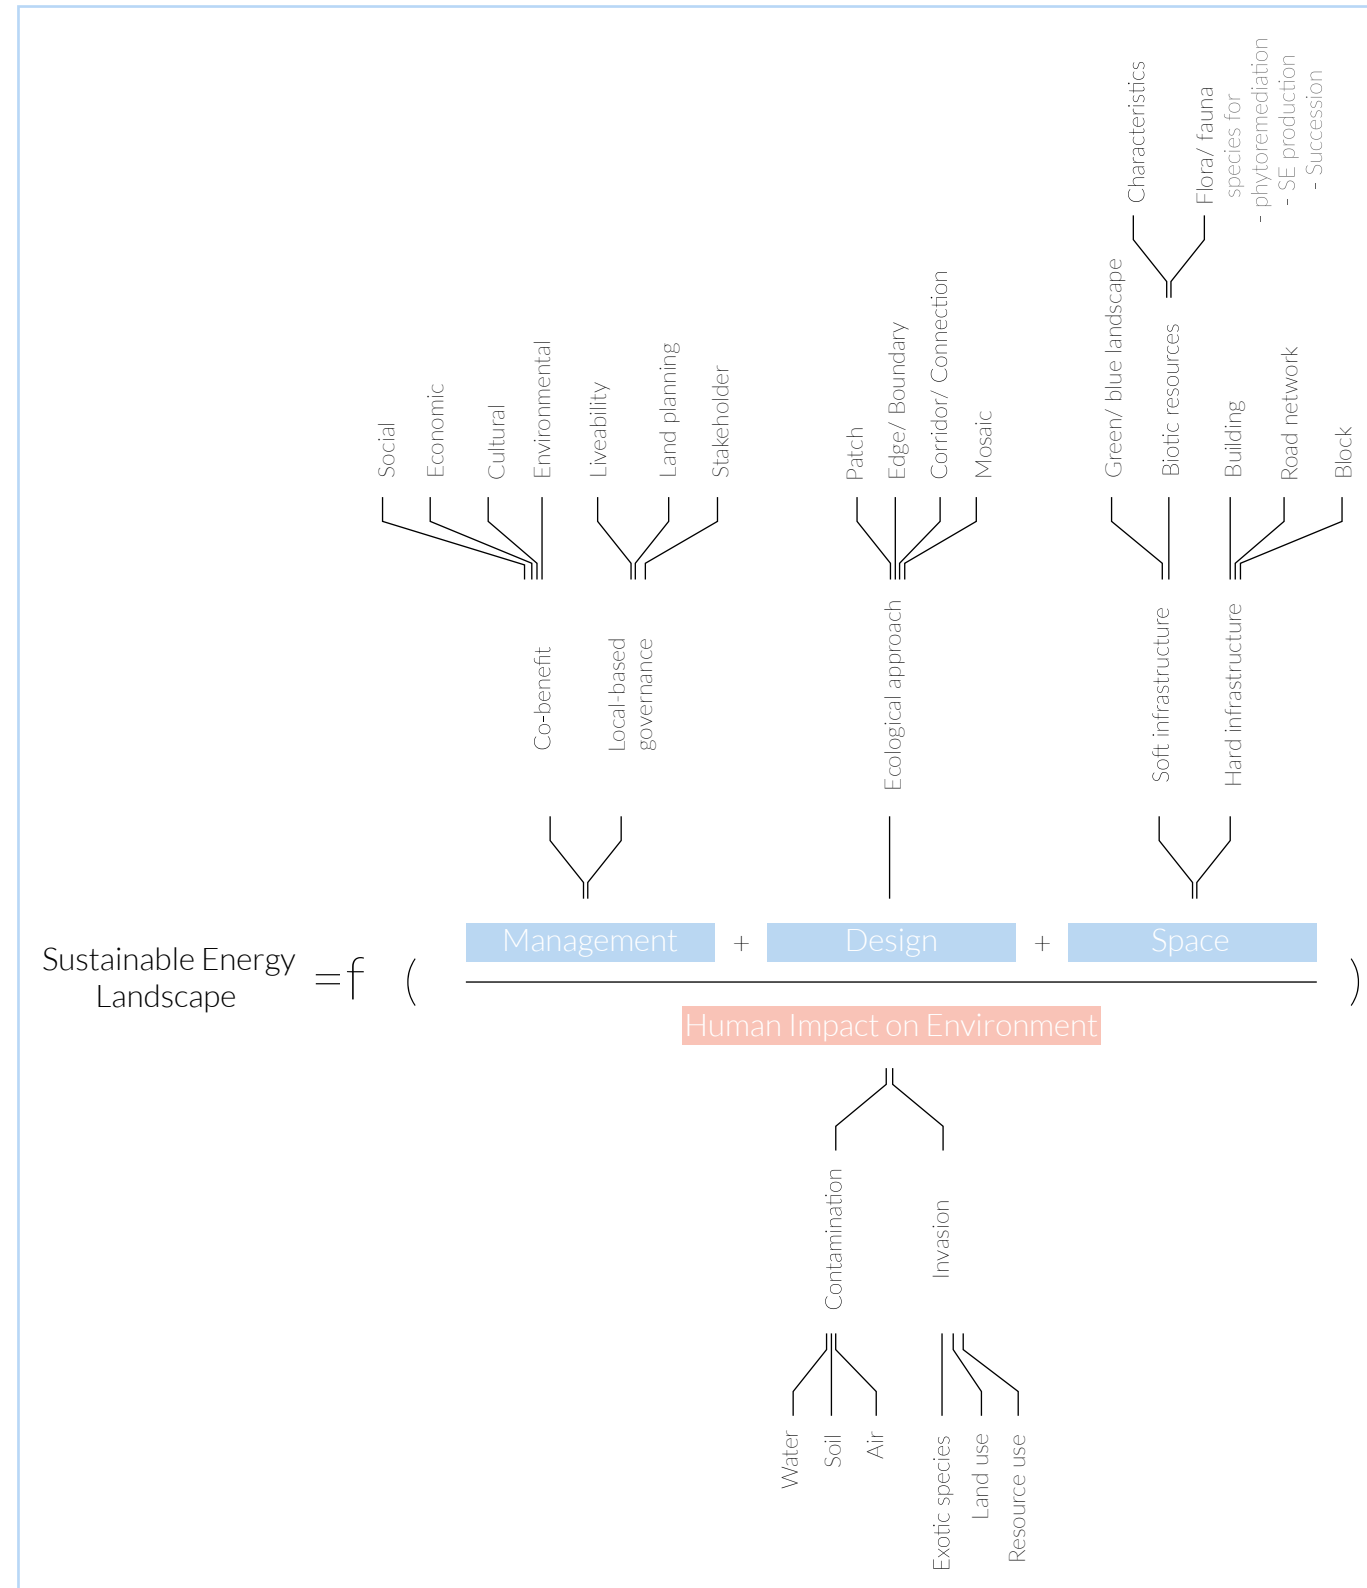 Characteristics
Flora/ fauna
species for
- phytoremediation
- SE production
- Succession
Social
Economic
Cultural
Environmental
Liveability
Land planning
Stakeholder
Patch
Edge/ Boundary
Corridor/ Connection
Mosaic
Green/ blue landscape
Biotic resources
Building
Road network
Block
Co-benefit
Local-based
governance
Ecological approach
Soft infrastructure
Hard infrastructure
Sustainable Energy
Landscape
=f (
Management + Design + Space
)
Human Impact on Environment
Contamination
Invasion
Water
Soil
Air
Exotic species
Land use
Resource use